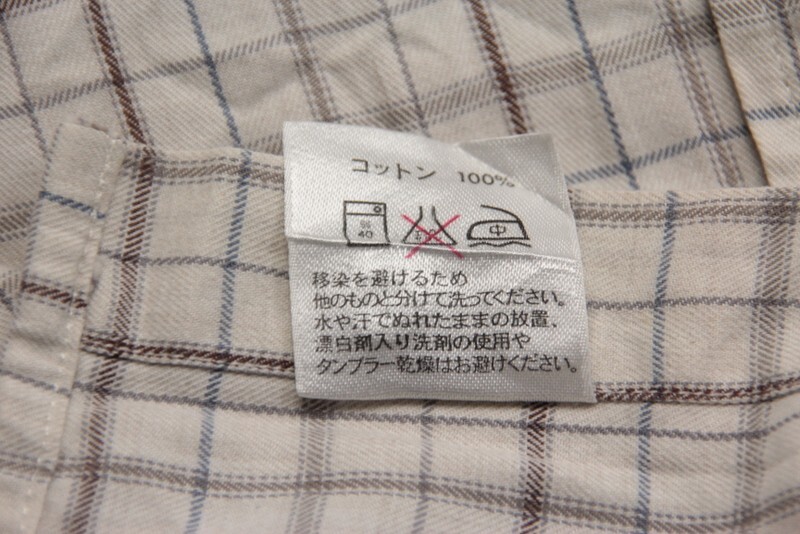 コットン 100%
40
中
移染を避けるため
他のものと分けて洗ってください。
水や汗でぬれたままの放置、
漂白剤入り洗剤の使用や
タンブラー乾燥はお避けください。